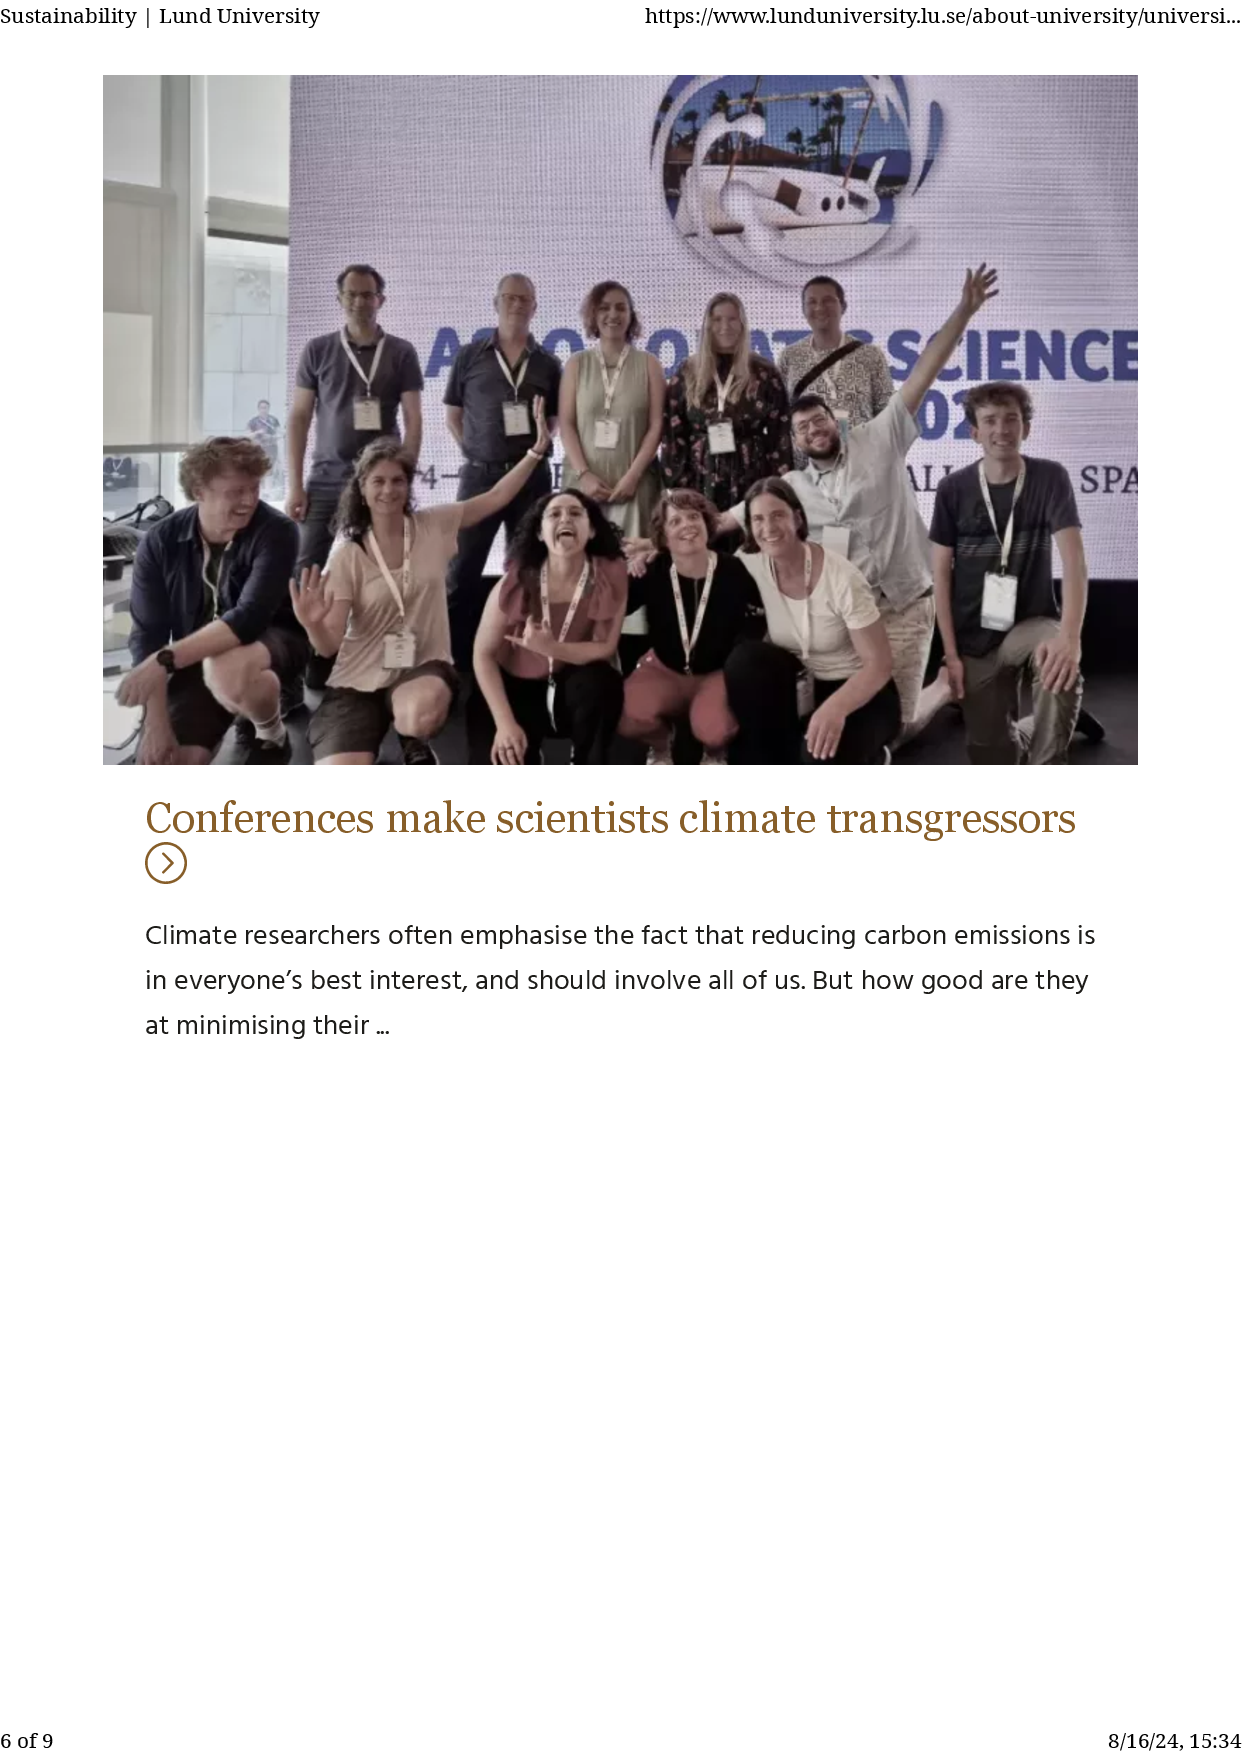 Sustainability | Lund University https://www.lunduniversity.lu.se/about-university/universi...
SCIENCE
SPA
Conferences make scientists climate transgressors
Climate researchers often emphasise the fact that reducing carbon emissions is
in everyone’s best interest, and should involve all of us. But how good are they
at minimising their ...
6 of 9 8/16/24, 15:34